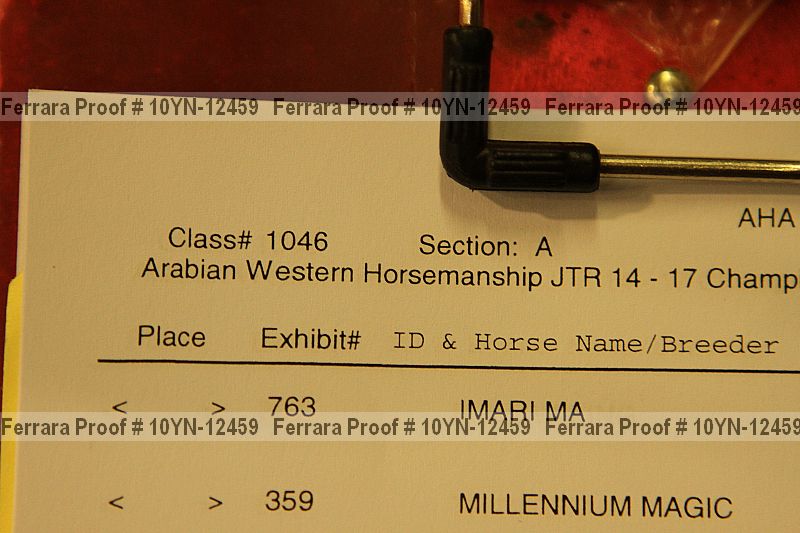 Ferrara Proof # 10YN-12459 Ferrara Proof # 10YN-12459 Ferrara Proof # 10YN-12459
AHA
Class# 1046 Section: A
Arabian Western Horsemanship JTR 14 - 17 Champ
Place Exhibit# ID & Horse Name/Breeder
< > 763 IMARI MA
Ferrara Proof # 10YN-12459 Ferrara Proof # 10YN-12459 Ferrara Proof # 10YN-12459
< > 359 MILLENNIUM MAGIC